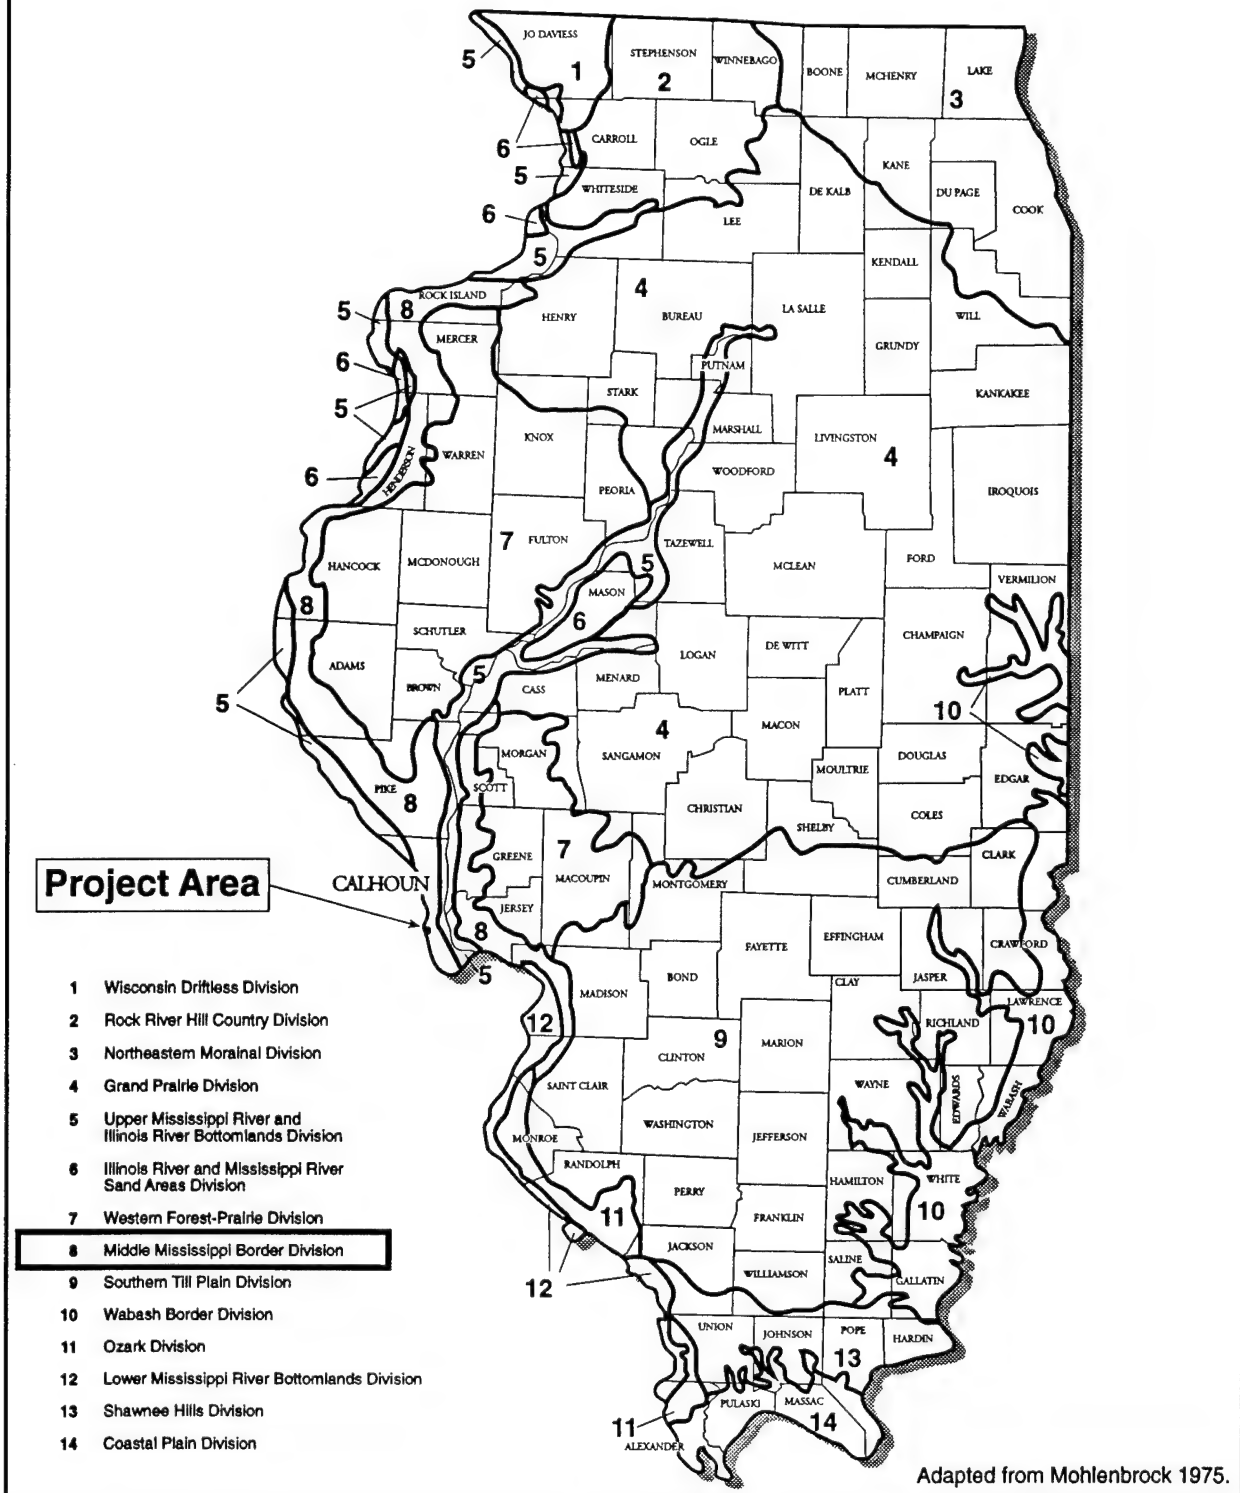 JO DAVIESS
STEPHENSON
WINNEBAGO
BOONE
MCHENRY
LAKE
5
1
2
3
6
CARROLL
OGLE
5
WHITESIDE
DE KALB
KANE
DU PAGE
COOK
6
LEE
5
KENDALL
ROCK ISLAND
5
8
HENRY
4
BUREAU
LA SALLE
WILL
MERCER
GRUNDY
6
PUTNAM
KANKAKEE
5
STARK
KNOX
MARSHALL
LIVINGSTON
4
WARREN
HENDERSON
WOODFORD
6
PEORIA
IROQUOIS
7
FULTON
TAZEWELL
FORD
HANCOCK
MCDONOUGH
5
MCLEAN
VERMILION
MASON
8
6
SCHUTLER
CHAMPAIGN
ADAMS
DE WITT
LOGAN
5
BROWN
CASS
MENARD
PLATT
5
10
4
MACON
MORGAN
SANGAMON
DOUGLAS
MOULTRIE
EDGAR
PIKE
8
SCOTT
CHRISTIAN
COLES
SHELBY
GREENE
7
CLARK
MACOUPIN
Project Area
CALHOUN
MONTGOMERY
CUMBERLAND
JERSEY
8
FAYETTE
EFFINGHAM
CRAWFORD
5
BOND
JASPER
MADISON
CLAY
LAWRENCE
12
RICHLAND
10
9
CLINTON
MARION
SAINT CLAIR
WAYNE
EDWARDS
WABASH
MONROE
WASHINGTON
JEFFERSON
RANDOLPH
HAMILTON
WHITE
PERRY
11
FRANKLIN
10
JACKSON
12
WILLIAMSON
SALINE
GALLATIN
UNION
JOHNSON
POPE
HARDIN
13
PULASKI
MASSAC
11
14
ALEXANDER
1 Wisconsin Driftless Division
2 Rock River Hill Country Division
3 Northeastern Morainal Division
4 Grand Prairie Division
5 Upper Mississippi River and
Illinois River Bottomlands Division
6 Illinois River and Mississippi River
Sand Areas Division
7 Western Forest-Prairie Division
8 Middle Mississippi Border Division
9 Southern Till Plain Division
10 Wabash Border Division
11 Ozark Division
12 Lower Mississippi River Bottomlands Division
13 Shawnee Hills Division
14 Coastal Plain Division
Adapted from Mohlenbrock 1975.